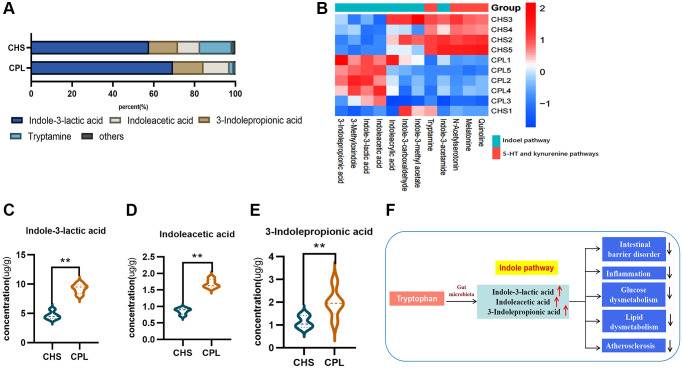 A
CHS
CPL
0 20 40 60 80 100
percent(%)
Indole-3-lactic acid
Indoleacetic acid
3-Indolepropionic acid
Tryptamine
others
B
Group
CHS3
CHS4
CHS2
CHS5
CPL1
CPL5
CPL2
CPL4
CPL3
CHS1
3-Indolepropionic acid
3-Methyloxindole
Indole-3-lactic acid
Indoleacetic acid
Indoleacrylic acid
Indole-3-carboxaldehyde
Indole-3-methyl acetate
Tryptamine
Indole-3-acetamide
N-Acetylserotonin
Melatonine
Quinoline
2
1
0
−1
Indoel pathway
5-HT and kynurenine pathways
C
Indole-3-lactic acid
concentration(ug/g)
15
10
5
0
**
CHS CPL
D
Indoleacetic acid
concentration(ug/g)
2.5
2.0
1.5
1.0
0.5
0.0
**
CHS CPL
E
3-Indolepropionic acid
concentration(ug/g)
4
3
2
1
0
**
CHS CPL
F
Tryptophan
Gut
microbiota
Indole pathway
Indole-3-lactic acid
Indoleacetic acid
3-Indolepropionic acid
Intestinal
barrier disorder
Inflammation
Glucose
dysmetabolism
Lipid
dysmetabolism
Atherosclerosis